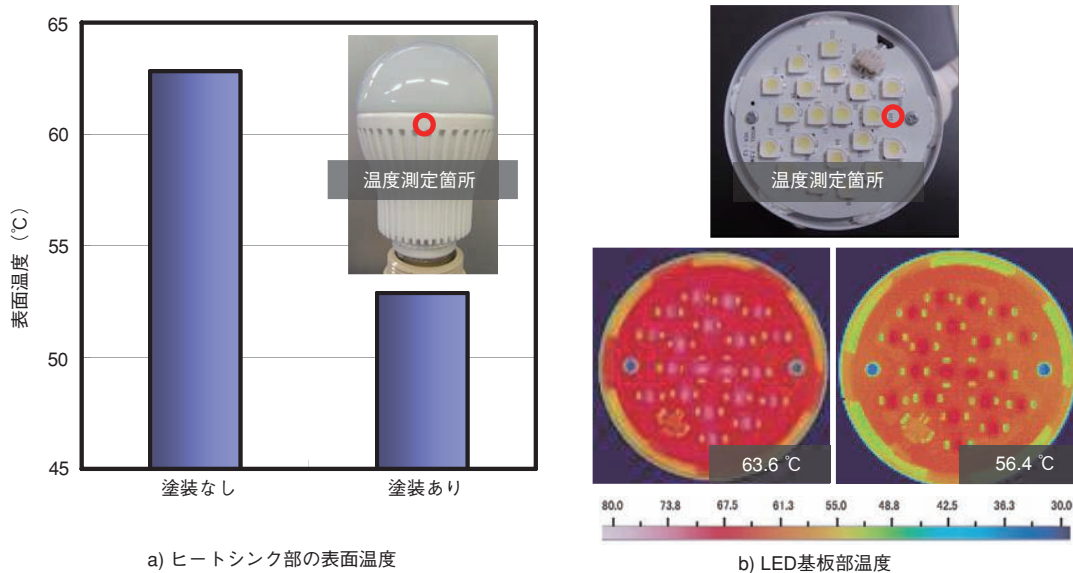 65
60
55
50
45
表面温度（℃）
塗装なし
塗装あり
温度測定箇所
a) ヒートシンク部の表面温度
温度測定箇所
63.6 ℃
56.4 ℃
80.0 73.8 67.5 61.3 55.0 48.8 42.5 36.3 30.0
b) LED基板部温度